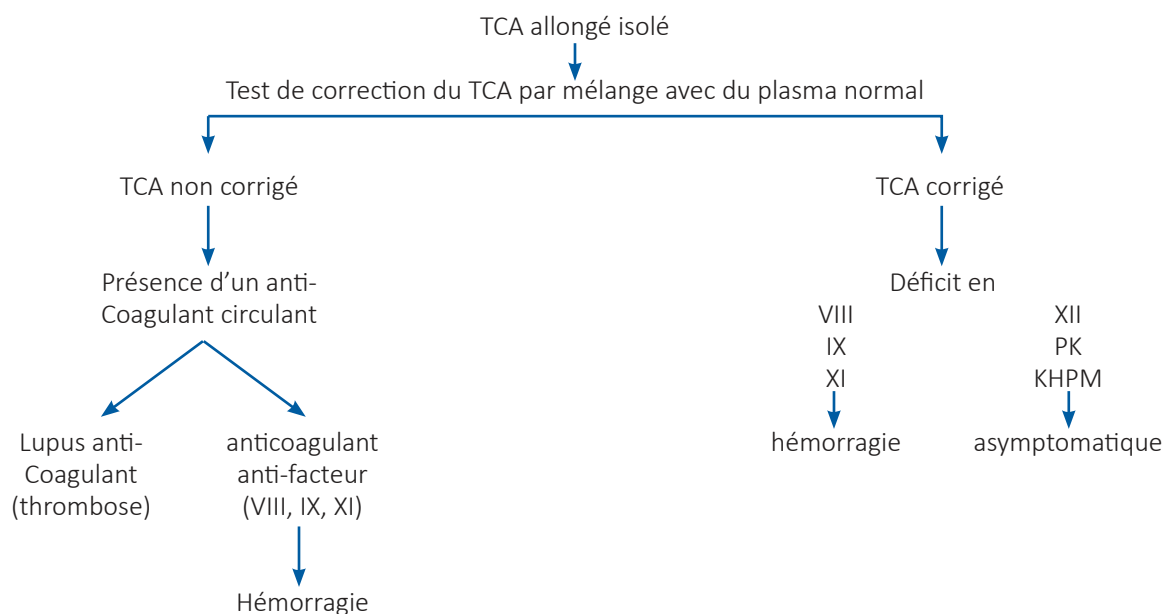 TCA allongé isolé
Test de correction du TCA par mélange avec du plasma normal
TCA non corrigé
TCA corrigé
Présence d’un anti-
Coagulant circulant
Déficit en
VIII
IX
XI
XII
PK
KHPM
hémorragie
asymptomatique
Lupus anti-
Coagulant
(thrombose)
anticoagulant
anti-facteur
(VIII, IX, XI)
Hémorragie